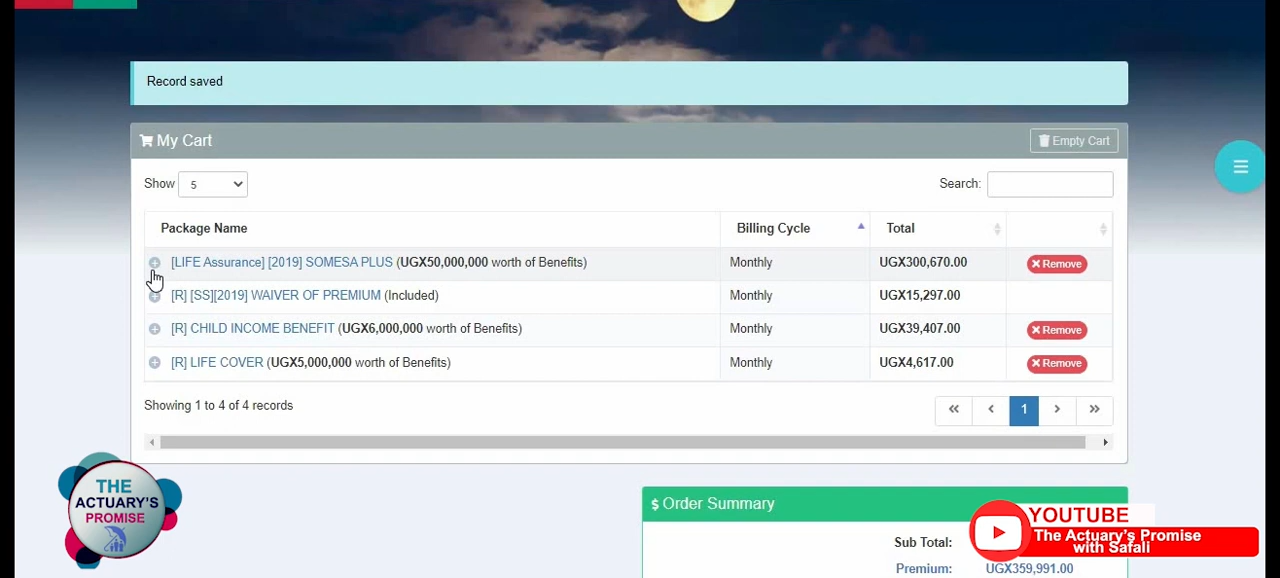 Record saved
My Cart
Empty Cart
Show 5
Search:
Package Name Billing Cycle Total
[LIFE Assurance] [2019] SOMESA PLUS (UGX50,000,000 worth of Benefits) Monthly UGX300,670.00 Remove
[R] [SS][2019] WAIVER OF PREMIUM (Included) Monthly UGX15,297.00
[R] CHILD INCOME BENEFIT (UGX6,000,000 worth of Benefits) Monthly UGX39,407.00 Remove
[R] LIFE COVER (UGX5,000,000 worth of Benefits) Monthly UGX4,617.00 Remove
Showing 1 to 4 of 4 records
« ‹ 1 › »
THE
ACTUARY'S
PROMISE
$ Order Summary
Sub Total:
Premium: UGX359,991.00
YOUTUBE
The Actuary's Promise
with Safali